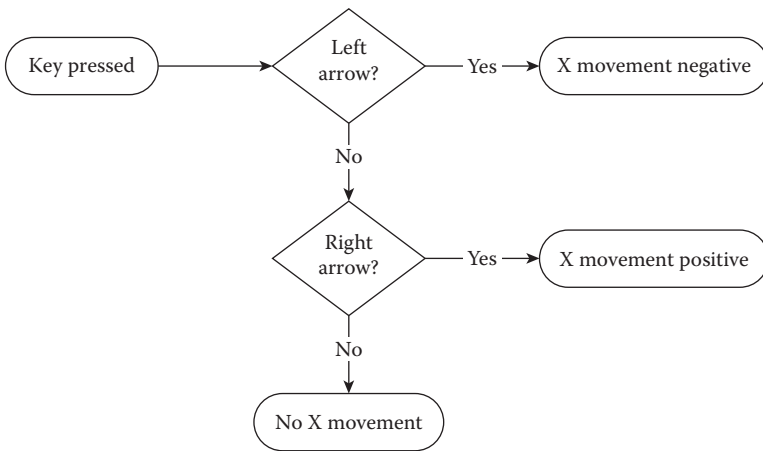 Key pressed
Left
arrow?
Yes
X movement negative
No
Right
arrow?
Yes
X movement positive
No
No X movement